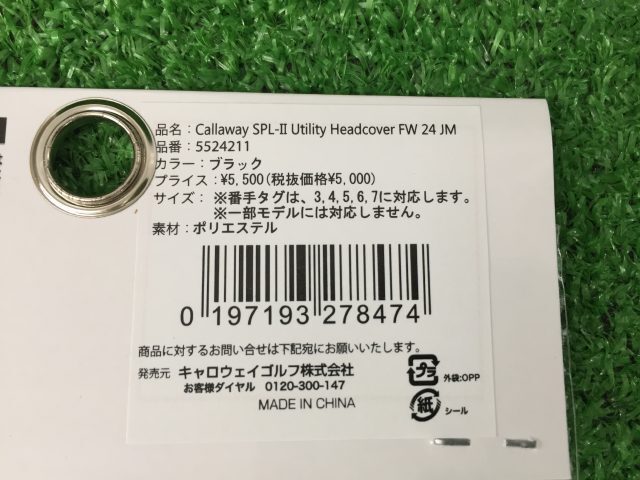 品名：Callaway SPL-II Utility Headcover FW 24 JM
品番：5524211
カラー：ブラック
プライス：¥5,500(税抜価格¥5,000)
サイズ： ※番手タグは、3,4,5,6,7に対応します。
※一部モデルには対応しません。
素材：ポリエステル
0 197193 278474
商品に対するお問い合せは下記宛にお願いいたします。
発売元 キャロウェイゴルフ株式会社
お客様ダイヤル 0120-300-147
MADE IN CHINA
プラ 外袋:OPP
紙 シール